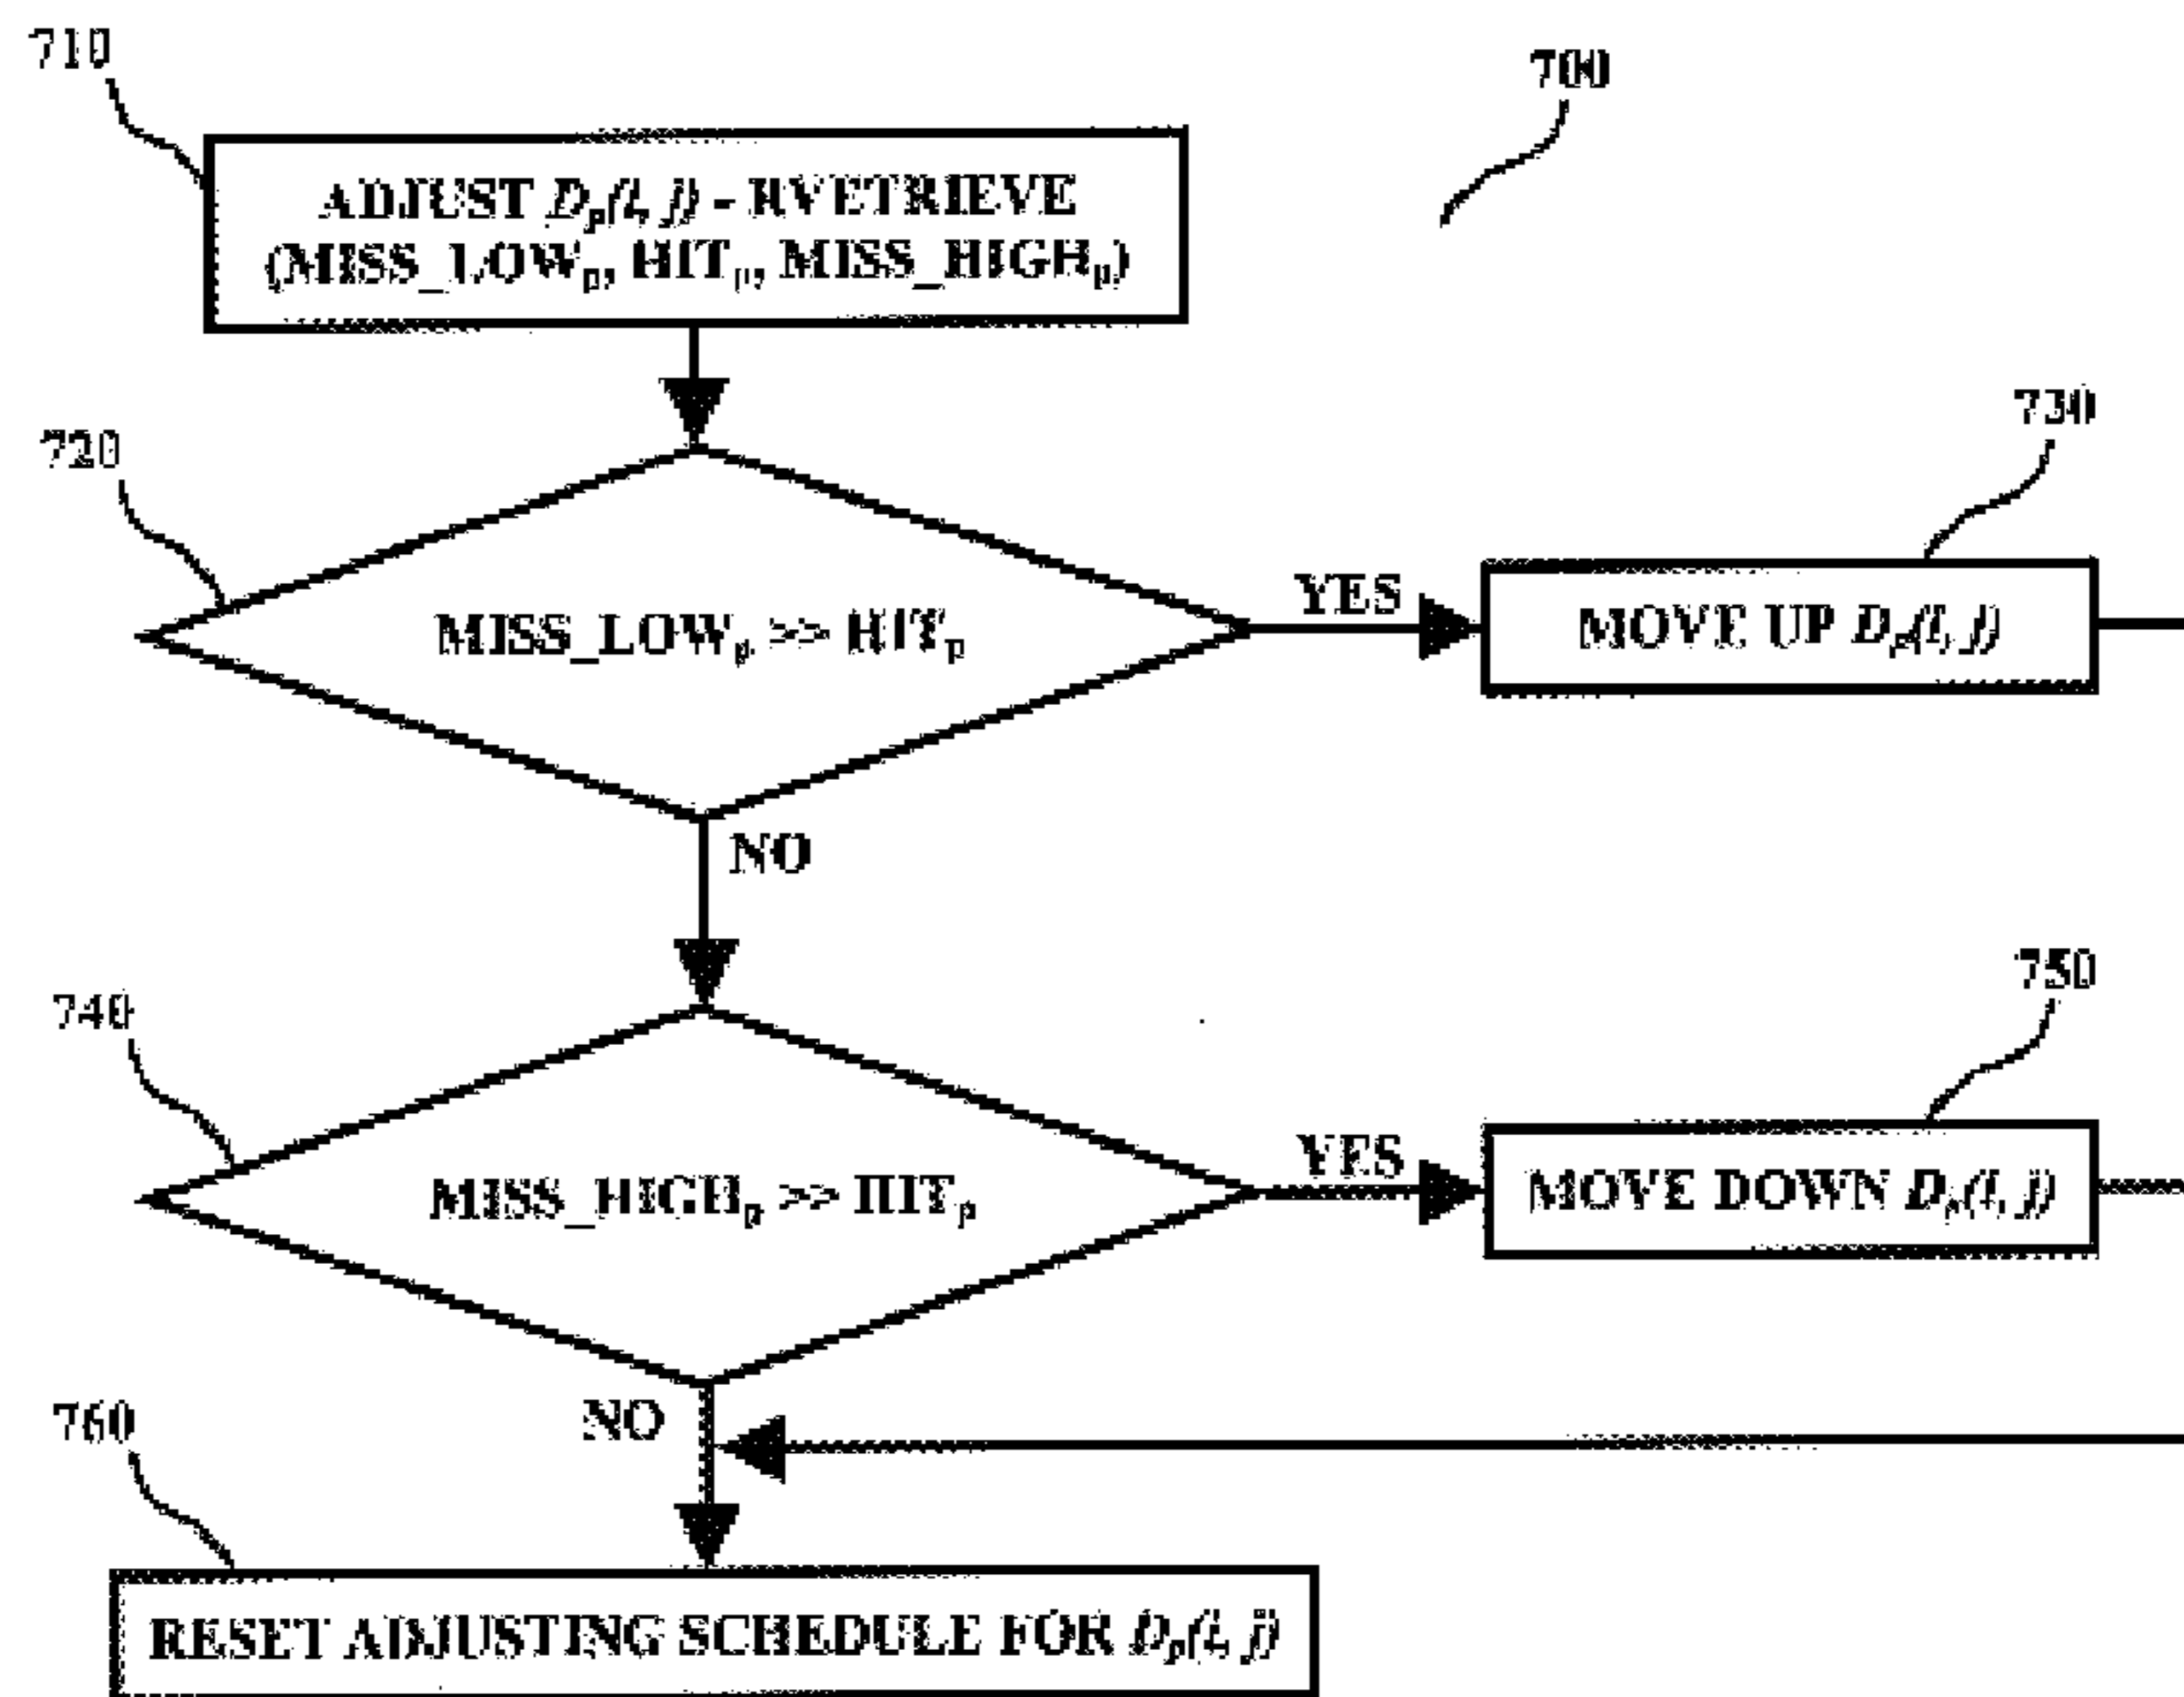 710
700
ADJUST Dp(i, j) - RVETRIEVE
(MISS_LOWp, HITp, MISS_HIGHp)
720
730
MISS_LOWp >> HITp
YES
MOVE UP Dp(i, j)
NO
740
750
MISS_HIGHp >> HITp
YES
MOVE DOWN Dp(i, j)
NO
760
RESET ADJUSTING SCHEDULE FOR Dp(i, j)